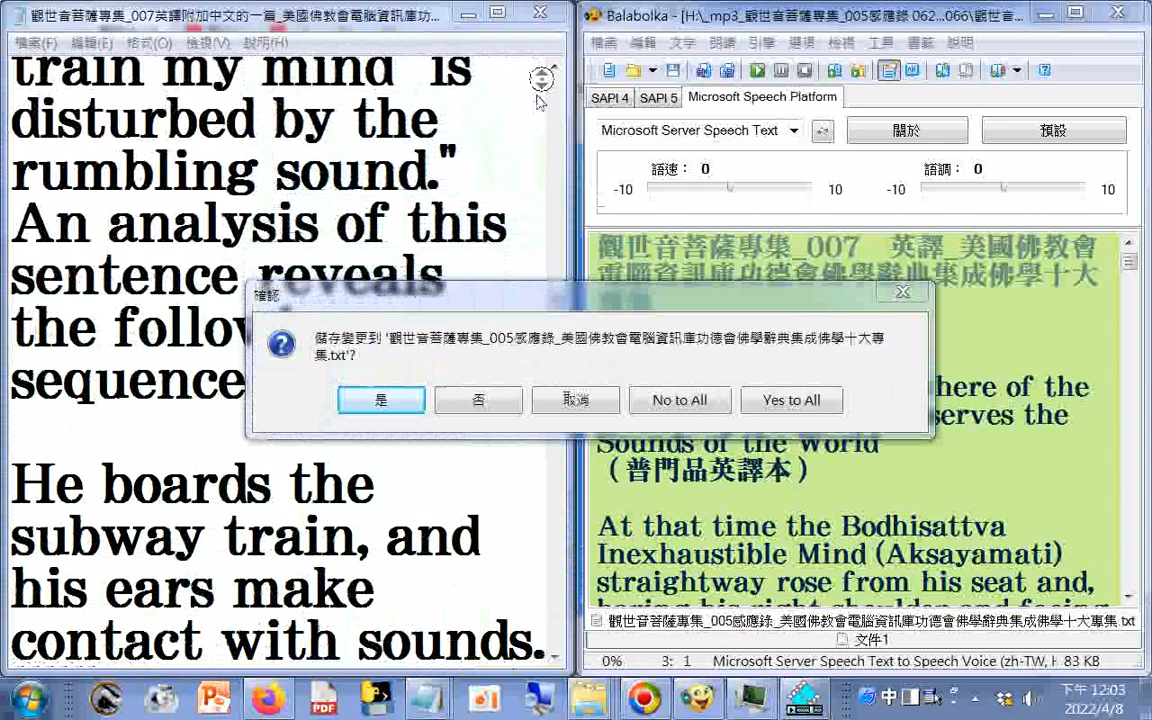 觀世音菩薩專集_007英譯附加中文的一篇_美國佛教會電腦資訊庫功...
檔案(F) 編輯(E) 格式(O) 檢視(V) 說明(H)
train my mind is
disturbed by the
rumbling sound."
An analysis of this
sentence reveals
the follow
sequence
He boards the
subway train, and
his ears make
contact with sounds.
Balabolka - [H:\_mp3_觀世音菩薩專集_005感應錄 062...066\觀世音...
檔案 編輯 文字 朗讀 引擎 選項 檢視 工具 書籤 說明
SAPI 4 SAPI 5 Microsoft Speech Platform
Microsoft Server Speech Text 關於 預設
語速： 0 語調： 0
-10 10 -10 10
觀世音菩薩專集_007 英譯_美國佛教會
電腦資訊庫功德會佛學辭典集成佛學十大
here of the
serves the
Sounds of the World
（普門品英譯本）
At that time the Bodhisattva
Inexhaustible Mind (Aksayamati)
straightway rose from his seat and,
baring his right shoulder and facing
觀世音菩薩專集_005感應錄_美國佛教會電腦資訊庫功德會佛學辭典集成佛學十大專集.txt
文件1
0% 3: 1 Microsoft Server Speech Text to Speech Voice (zh-TW, H 83 KB
確認
儲存變更到 '觀世音菩薩專集_005感應錄_美國佛教會電腦資訊庫功德會佛學辭典集成佛學十大專
集.txt'?
是 否 取消 No to All Yes to All
中
下午 12:03
2022/4/8